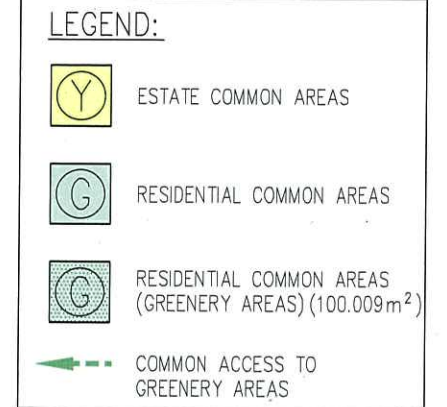 LEGEND:
Y ESTATE COMMON AREAS
G RESIDENTIAL COMMON AREAS
G RESIDENTIAL COMMON AREAS
(GREENERY AREAS) (100.009m²)
COMMON ACCESS TO
GREENERY AREAS